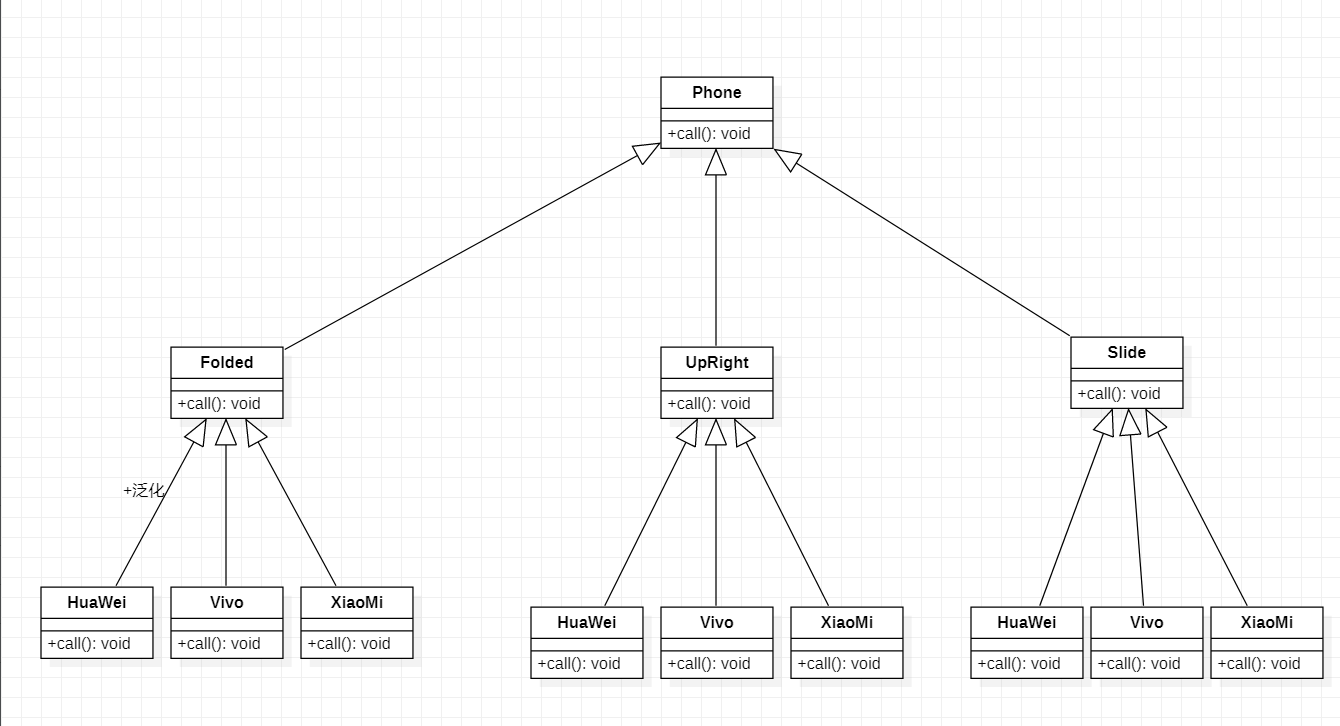 Phone
+call(): void
Folded
+call(): void
UpRight
+call(): void
Slide
+call(): void
+泛化
HuaWei
+call(): void
Vivo
+call(): void
XiaoMi
+call(): void
HuaWei
+call(): void
Vivo
+call(): void
XiaoMi
+call(): void
HuaWei
+call(): void
Vivo
+call(): void
XiaoMi
+call(): void